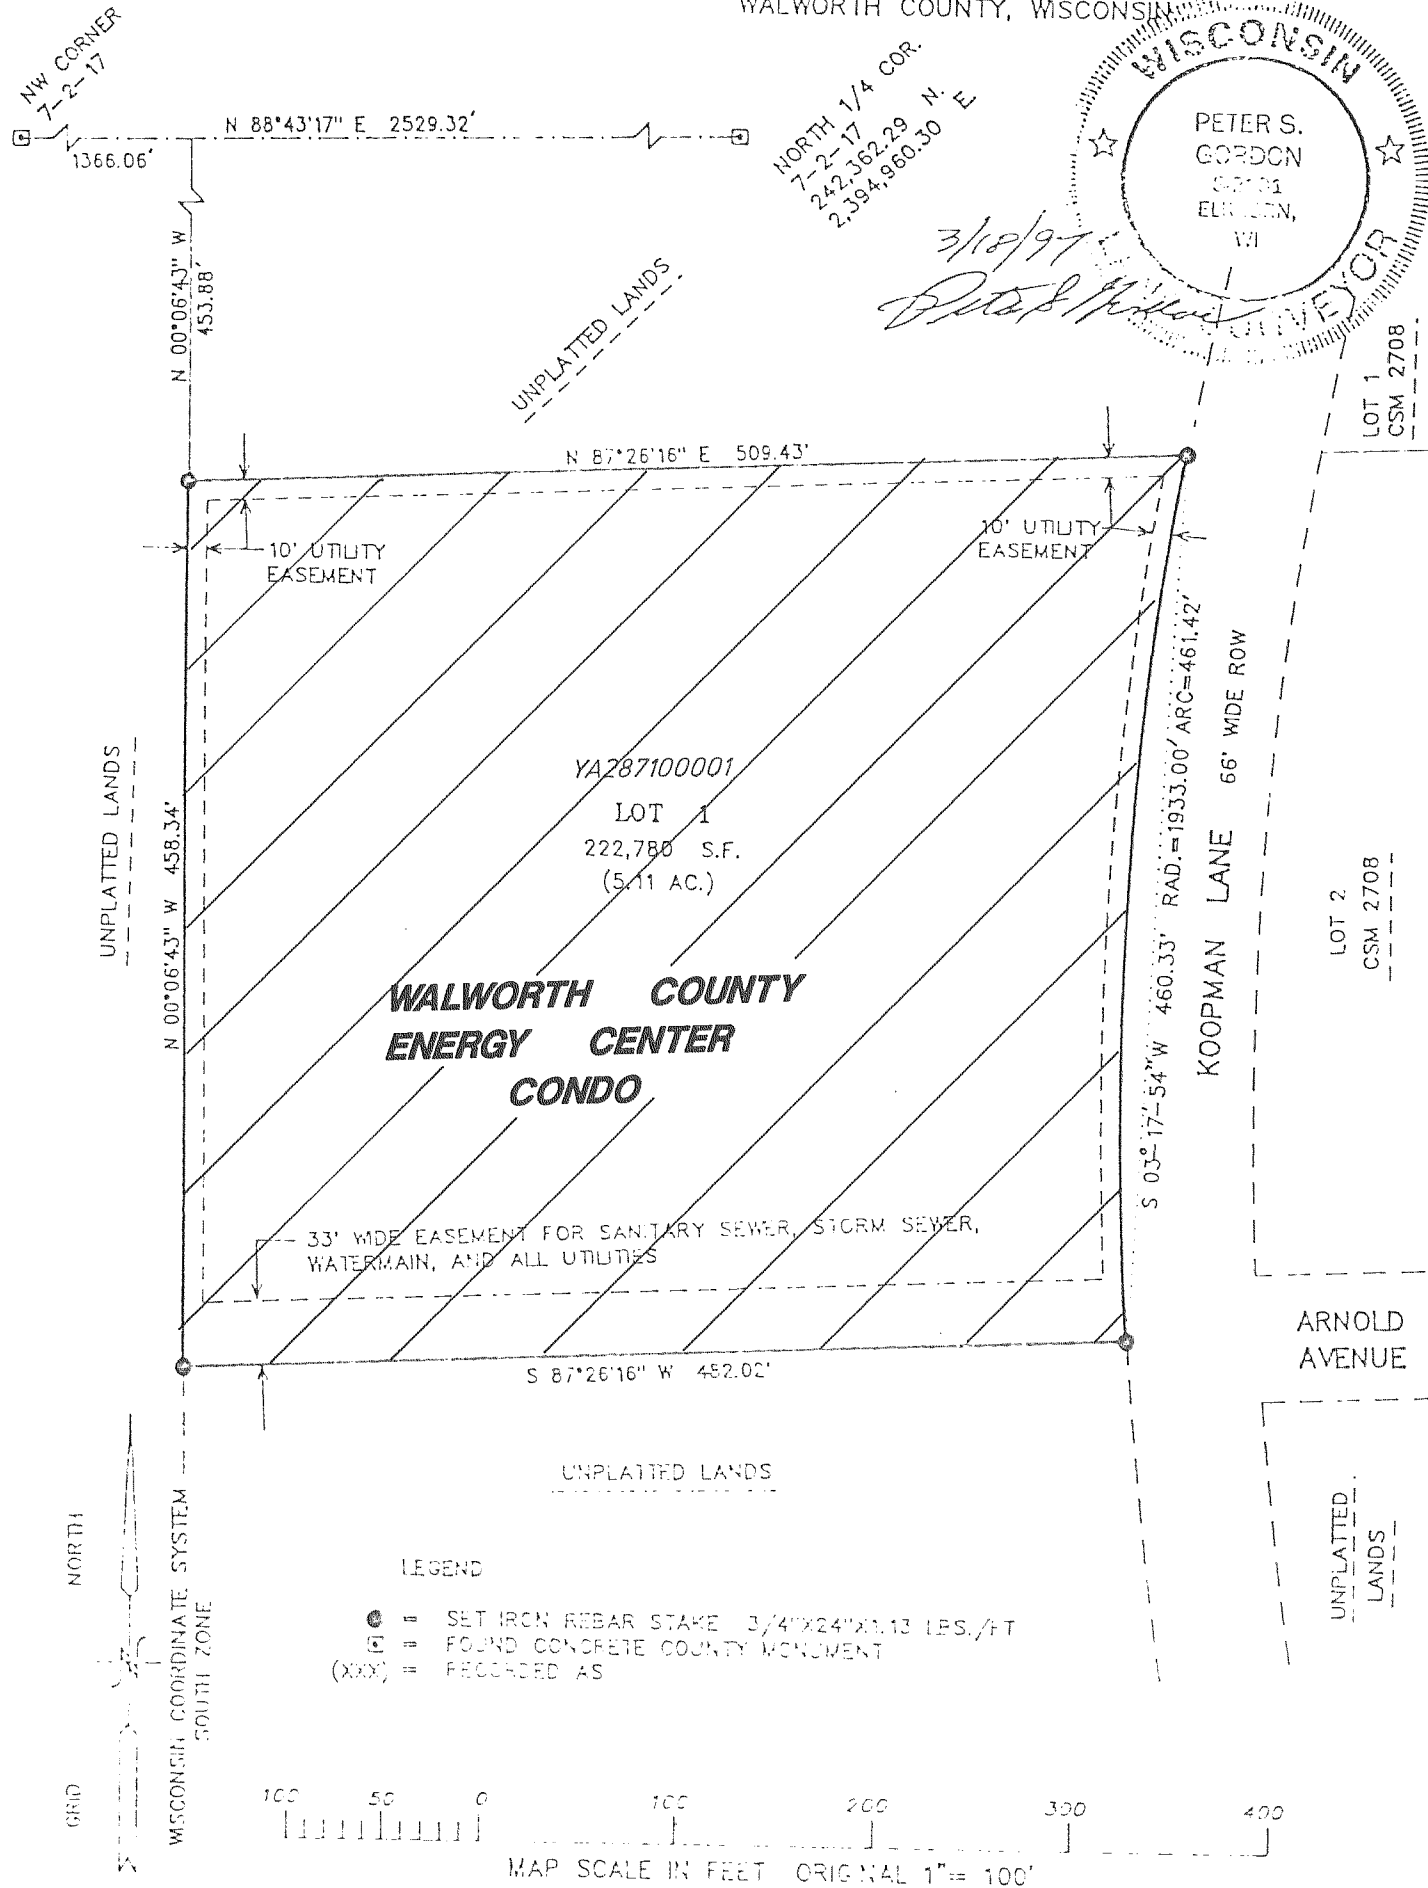 WALWORTH COUNTY, WISCONSIN
NW CORNER
7-2-17
N 88°43'17" E 2529.32'
1366.06'
NORTH 1/4 COR.
7-2-17
242,362.29 N.
2,394,960.30 E
WISCONSIN
PETER S.
GORDON
WI
3/18/97
N 00°06'43" W
453.88'
UNPLATTED LANDS
LOT 1
CSM 2708
N 87°26'16" E 509.43'
10' UTILITY
EASEMENT
10' UTILITY
EASEMENT
UNPLATTED LANDS
N 00°06'43" W 458.34'
YA287100001
LOT 1
222,780 S.F.
(5.11 AC.)
WALWORTH COUNTY
ENERGY CENTER
CONDO
S 03°-17'-54"W 460.33' RAD.=1933.00' ARC=461.42'
KOOPMAN LANE 66' WIDE ROW
LOT 2
CSM 2708
33' WIDE EASEMENT FOR SANITARY SEWER, STORM SEWER,
WATERMAIN, AND ALL UTILITIES
S 87°26'16" W 482.02'
ARNOLD
AVENUE
UNPLATTED LANDS
UNPLATTED
LANDS
GRID NORTH
WISCONSIN COORDINATE SYSTEM
SOUTH ZONE
LEGEND
= SET IRON REBAR STAKE 3/4"X24"X1.13 LBS./FT
= FOUND CONCRETE COUNTY MONUMENT
(XXX) = RECORDED AS
100 50 0 100 200 300 400
MAP SCALE IN FEET ORIGINAL 1"= 100'